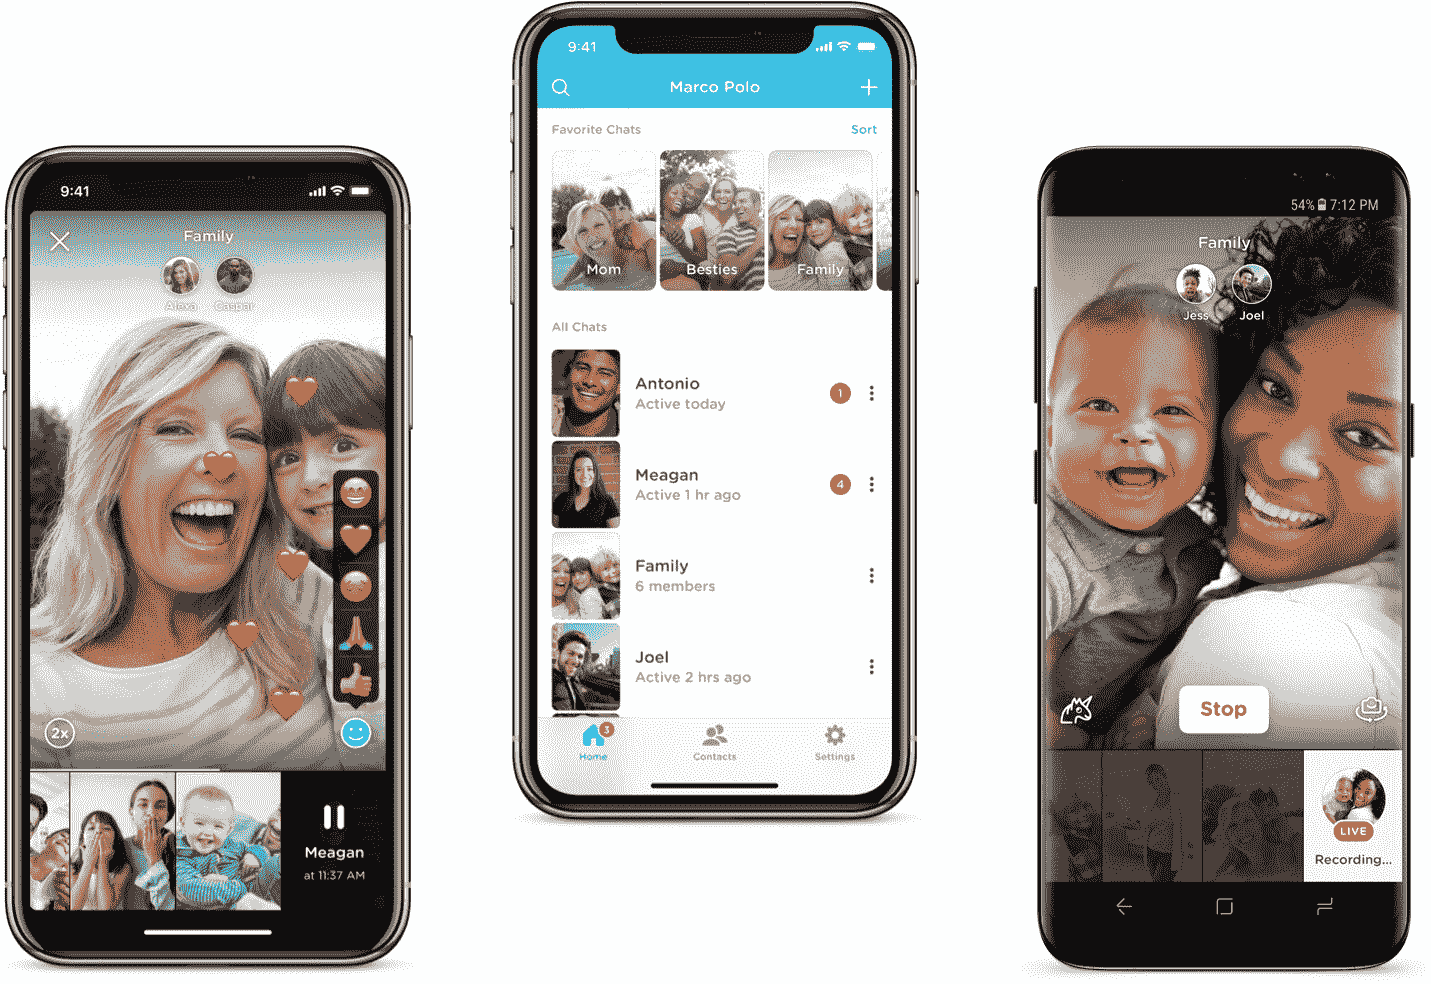 9:41
Family
Alexa Caspar
2x
Meagan
at 11:37 AM
9:41
Marco Polo
Favorite Chats Sort
Mom Besties Family
All Chats
Antonio
Active today
1
Meagan
Active 1 hr ago
4
Family
6 members
Joel
Active 2 hrs ago
3
Home Contacts Settings
54% 7:12 PM
Family
Jess Joel
Stop
LIVE
Recording...